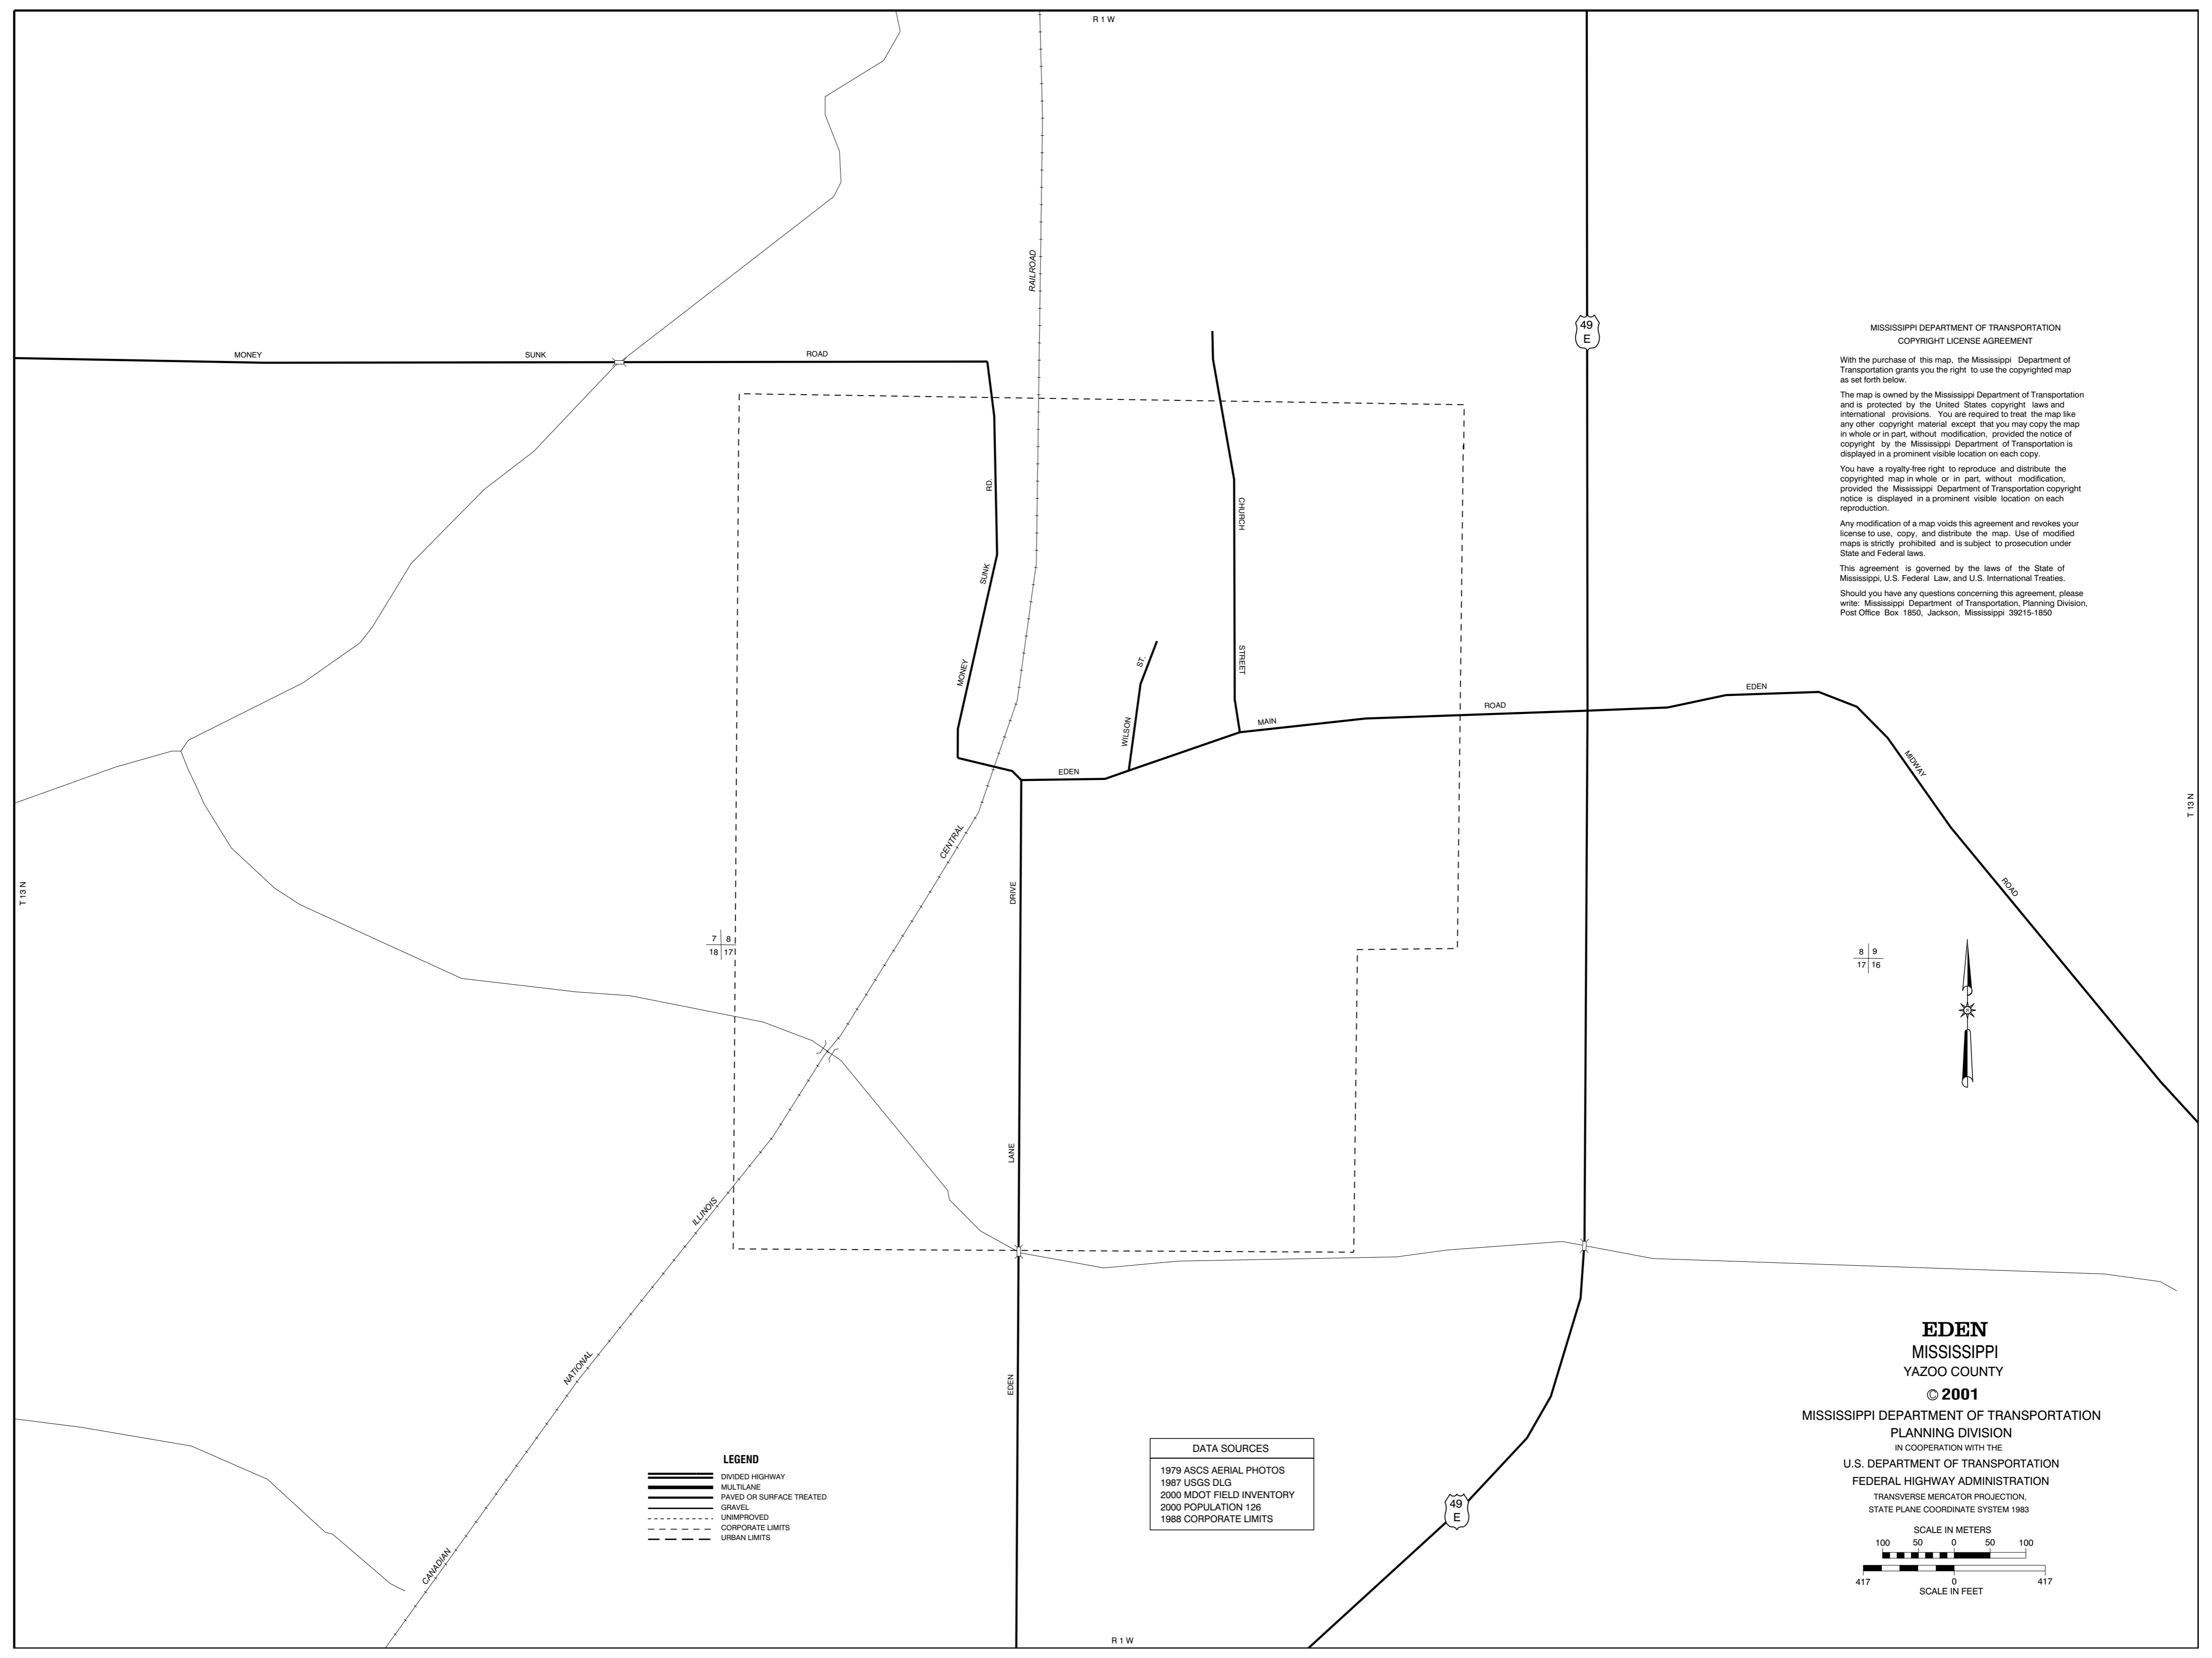 R 1 W
RAILROAD
49
E
MONEY SUNK ROAD
MISSISSIPPI DEPARTMENT OF TRANSPORTATION
COPYRIGHT LICENSE AGREEMENT
With the purchase of this map, the Mississippi Department of
Transportation grants you the right to use the copyrighted map
as set forth below.
The map is owned by the Mississippi Department of Transportation
and is protected by the United States copyright laws and
international provisions. You are required to treat the map like
any other copyright material except that you may copy the map
in whole or in part, without modification, provided the notice of
copyright by the Mississippi Department of Transportation is
displayed in a prominent visible location on each copy.
You have a royalty-free right to reproduce and distribute the
copyrighted map in whole or in part, without modification,
provided the Mississippi Department of Transportation copyright
notice is displayed in a prominent visible location on each
reproduction.
Any modification of a map voids this agreement and revokes your
license to use, copy, and distribute the map. Use of modified
maps is strictly prohibited and is subject to prosecution under
State and Federal laws.
This agreement is governed by the laws of the State of
Mississippi, U.S. Federal Law, and U.S. International Treaties.
Should you have any questions concerning this agreement, please
write: Mississippi Department of Transportation, Planning Division,
Post Office Box 1850, Jackson, Mississippi 39215-1850
MONEY SUNK RD.
CHURCH STREET
WILSON ST.
EDEN MAIN ROAD
EDEN MIDWAY ROAD
T 13 N
T 13 N
7 8
18 17
8 9
17 16
EDEN LANE DRIVE
CANADIAN NATIONAL ILLINOIS CENTRAL
49
E
LEGEND
DIVIDED HIGHWAY
MULTILANE
PAVED OR SURFACE TREATED
GRAVEL
UNIMPROVED
CORPORATE LIMITS
URBAN LIMITS
DATA SOURCES
1979 ASCS AERIAL PHOTOS
1987 USGS DLG
2000 MDOT FIELD INVENTORY
2000 POPULATION 126
1988 CORPORATE LIMITS
EDEN
MISSISSIPPI
YAZOO COUNTY
© 2001
MISSISSIPPI DEPARTMENT OF TRANSPORTATION
PLANNING DIVISION
IN COOPERATION WITH THE
U.S. DEPARTMENT OF TRANSPORTATION
FEDERAL HIGHWAY ADMINISTRATION
TRANSVERSE MERCATOR PROJECTION,
STATE PLANE COORDINATE SYSTEM 1983
SCALE IN METERS
100 50 0 50 100
417 0 417
SCALE IN FEET
R 1 W